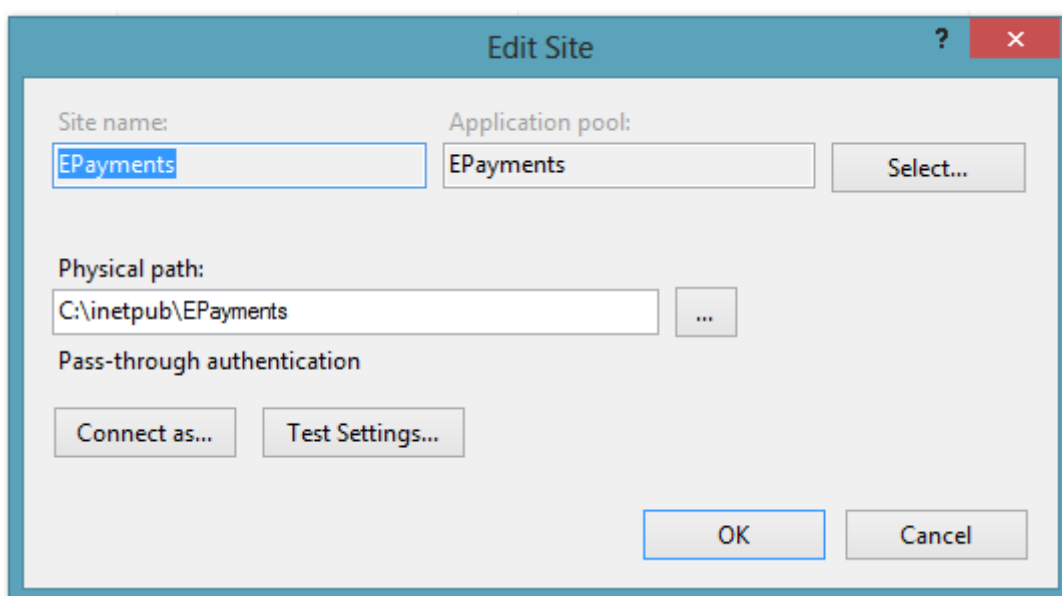 Edit Site
?
Site name:
Application pool:
EPayments
EPayments
Select...
Physical path:
C:\inetpub\EPayments
...
Pass-through authentication
Connect as...
Test Settings...
OK
Cancel